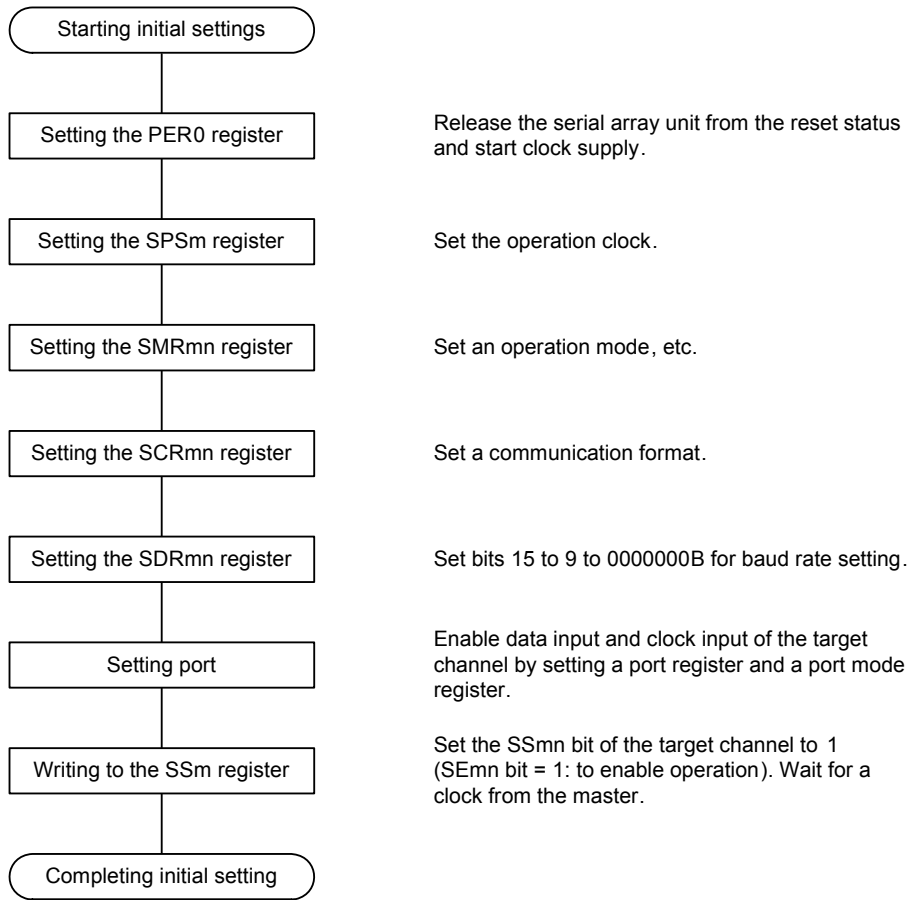 Starting initial settings
Setting the PER0 register
Release the serial array unit from the reset status
and start clock supply.
Setting the SPSm register
Set the operation clock.
Setting the SMRmn register
Set an operation mode, etc.
Setting the SCRmn register
Set a communication format.
Setting the SDRmn register
Set bits 15 to 9 to 0000000B for baud rate setting.
Setting port
Enable data input and clock input of the target
channel by setting a port register and a port mode
register.
Writing to the SSm register
Set the SSmn bit of the target channel to 1
(SEmn bit = 1: to enable operation). Wait for a
clock from the master.
Completing initial setting